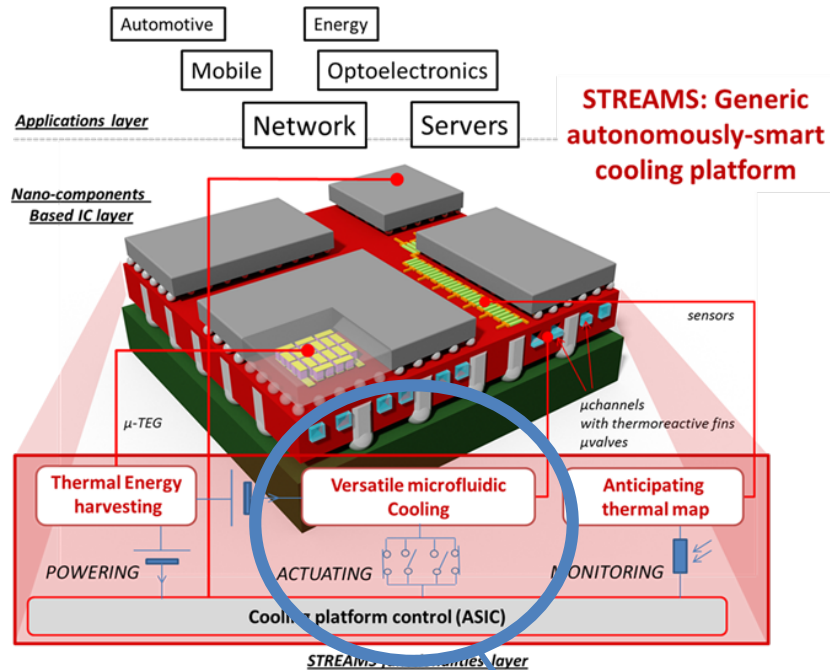 Automotive
Energy
Mobile
Optoelectronics
Applications layer
Network
Servers
STREAMS: Generic
autonomously-smart
cooling platform
Nano-components
Based IC layer
sensors
µchannels
with thermoreactive fins
µvalves
µ-TEG
Thermal Energy
harvesting
Versatile microfluidic
Cooling
Anticipating
thermal map
POWERING
ACTUATING
MONITORING
Cooling platform control (ASIC)
STREAMS layer